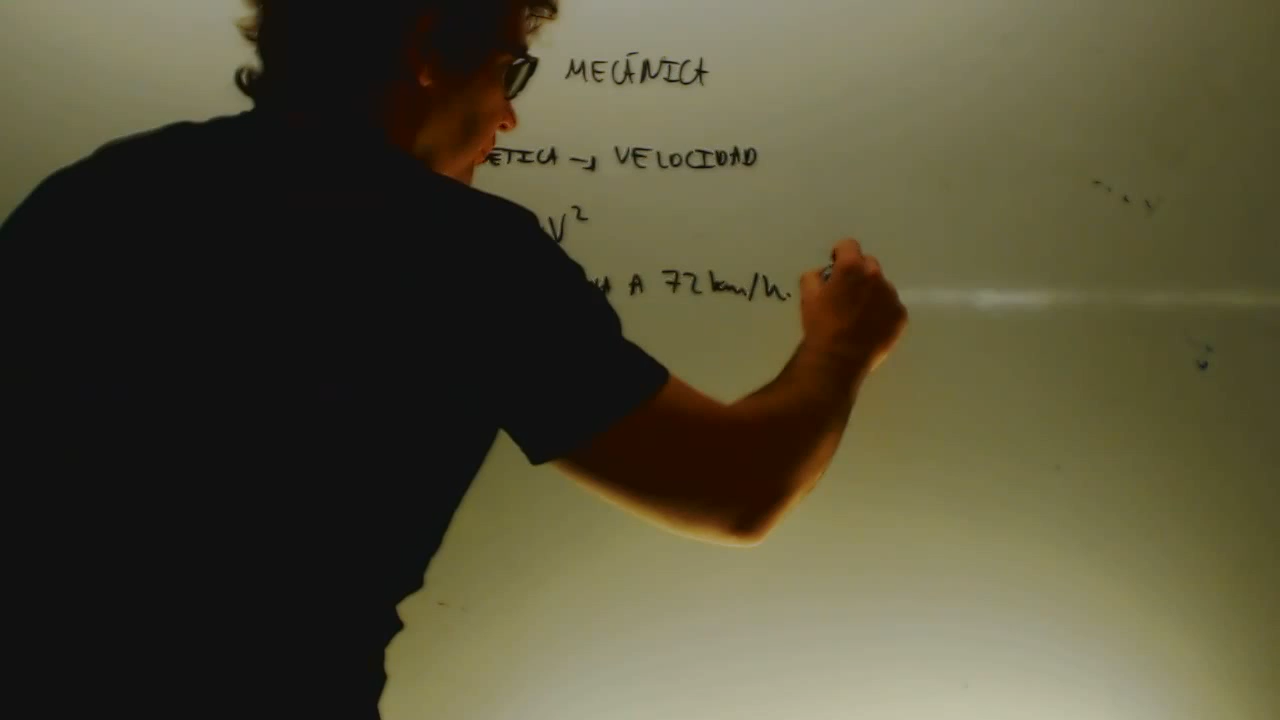 MECÁNICA
ÉTICA → VELOCIDAD
V²
A 72 km/h.